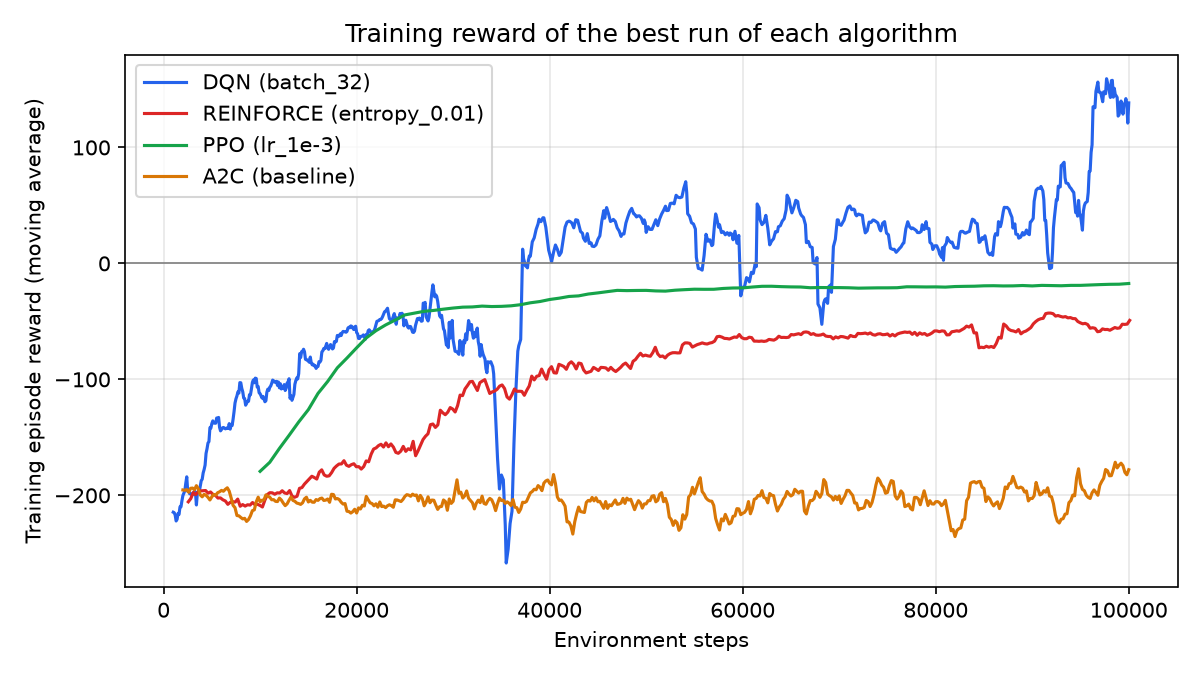 Training reward of the best run of each algorithm
DQN (batch_32)
REINFORCE (entropy_0.01)
PPO (lr_1e-3)
A2C (baseline)
Training episode reward (moving average)
100
0
−100
−200
0
20000
40000
60000
80000
100000
Environment steps